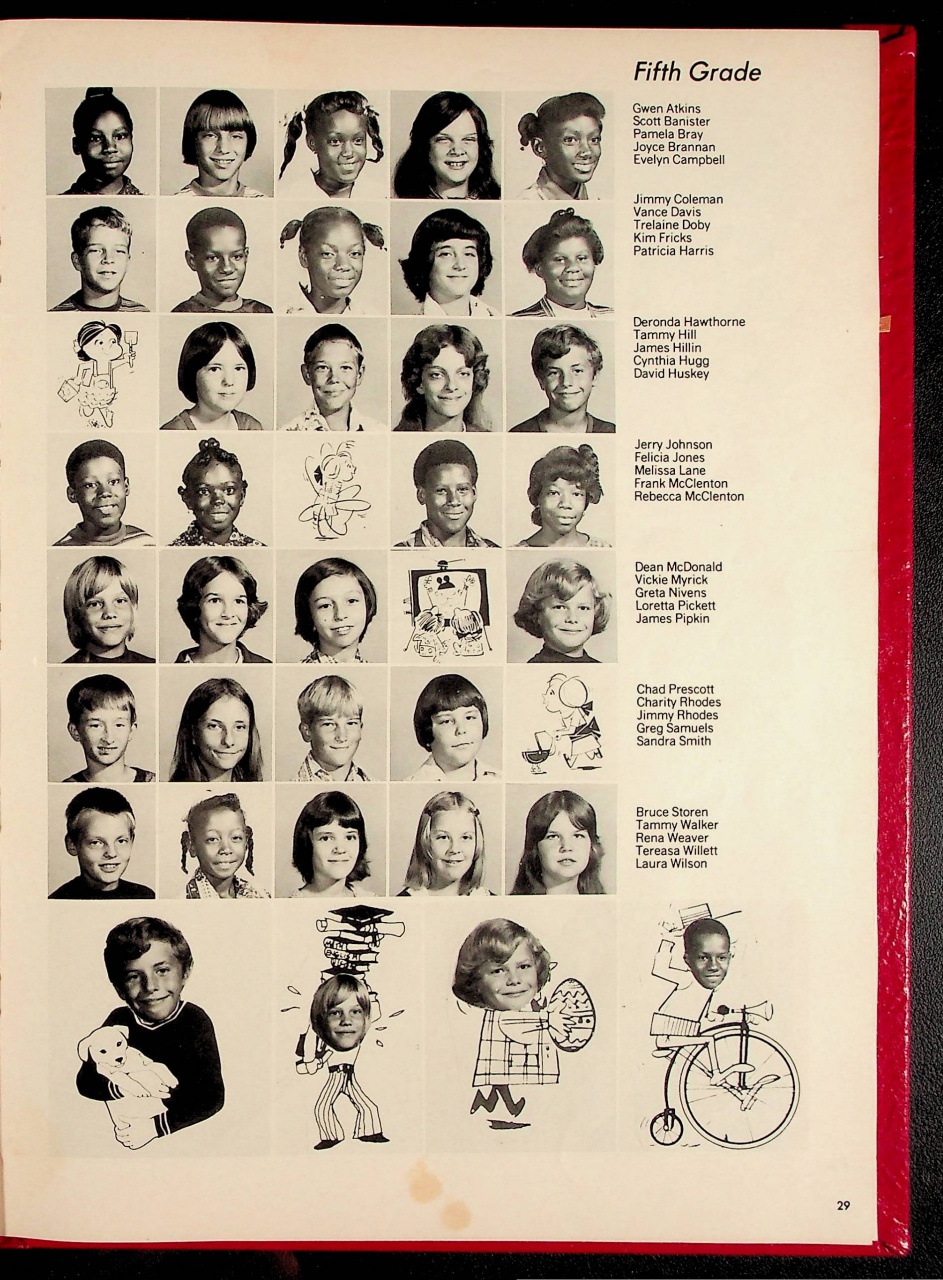 Fifth Grade
Gwen Atkins
Scott Banister
Pamela Bray
Joyce Brannan
Evelyn Campbell
Jimmy Coleman
Vance Davis
Trelaine Doby
Kim Fricks
Patricia Harris
Deronda Hawthorne
Tammy Hill
James Hillin
Cynthia Hugg
David Huskey
Jerry Johnson
Felicia Jones
Melissa Lane
Frank McClenton
Rebecca McClenton
Dean McDonald
Vickie Myrick
Greta Nivens
Loretta Pickett
James Pipkin
Chad Prescott
Charity Rhodes
Jimmy Rhodes
Greg Samuels
Sandra Smith
Bruce Storen
Tammy Walker
Rena Weaver
Tereasa Willett
Laura Wilson
29